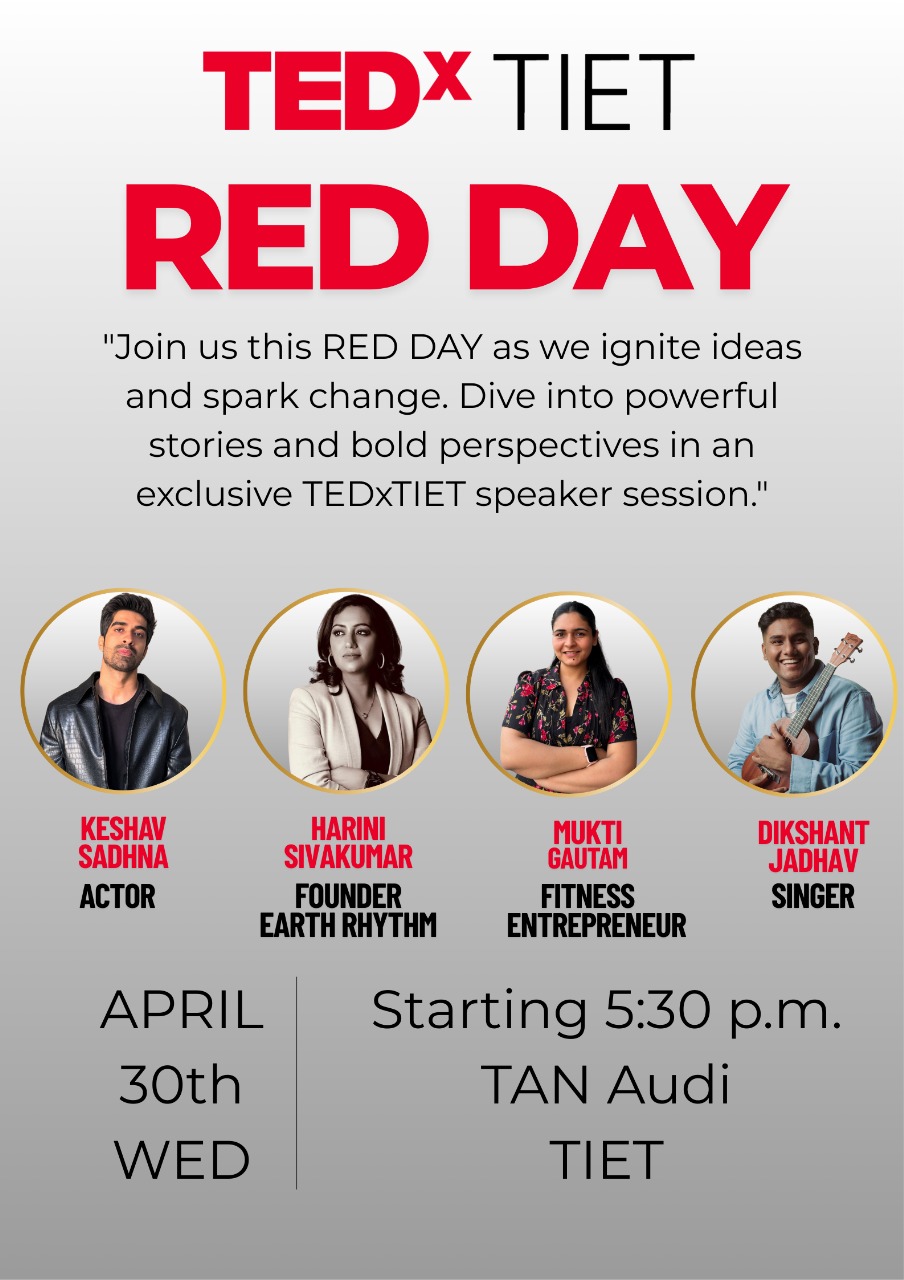 TEDx TIET
RED DAY
"Join us this RED DAY as we ignite ideas
and spark change. Dive into powerful
stories and bold perspectives in an
exclusive TEDxTIET speaker session."
KESHAV
SADHNA
ACTOR
HARINI
SIVAKUMAR
FOUNDER
EARTH RHYTHM
MUKTI
GAUTAM
FITNESS
ENTREPRENEUR
DIKSHANT
JADHAV
SINGER
APRIL
30th
WED
Starting 5:30 p.m.
TAN Audi
TIET